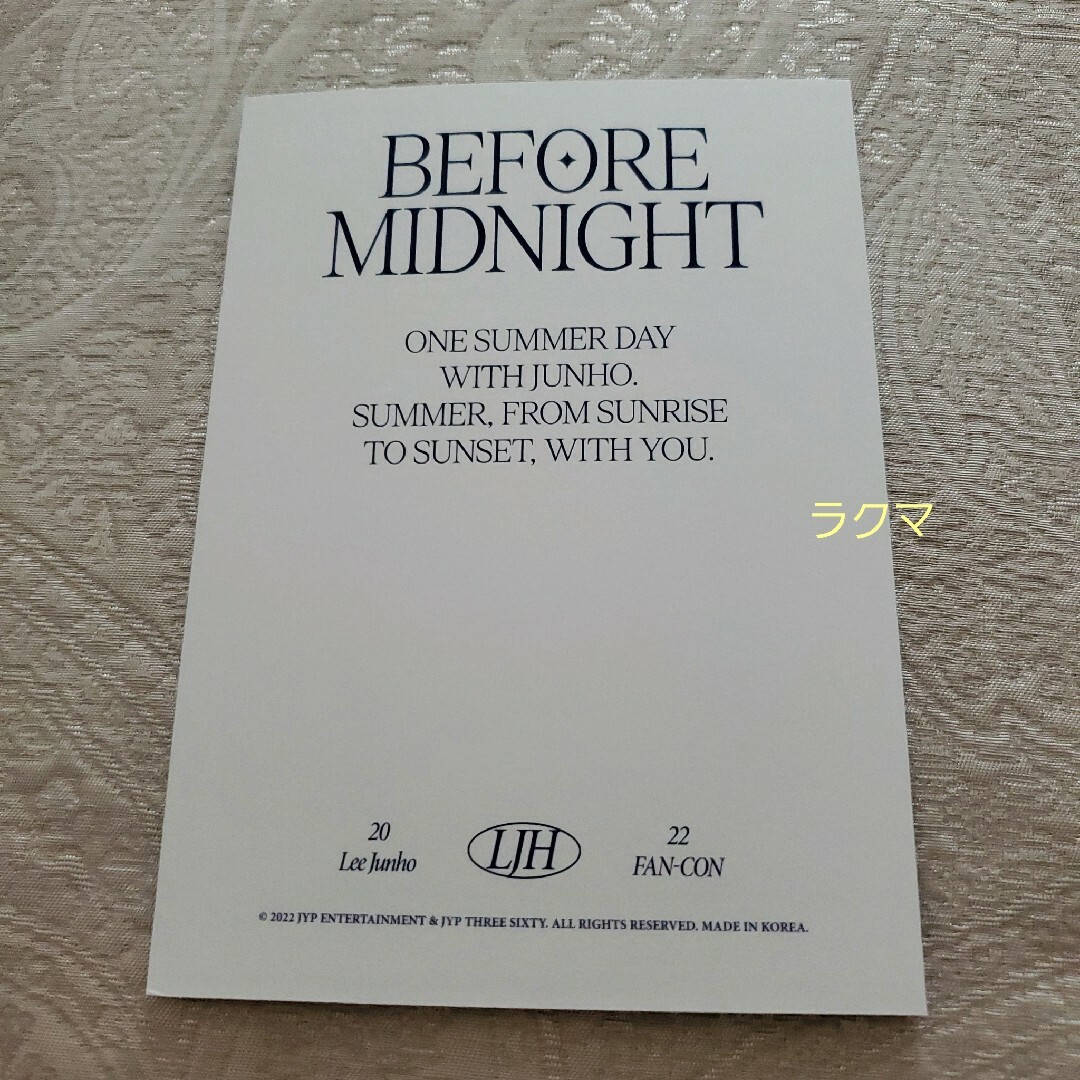 BEFORE
MIDNIGHT
ONE SUMMER DAY
WITH JUNHO.
SUMMER, FROM SUNRISE
TO SUNSET, WITH YOU.
ラクマ
20
Lee Junho
LJH
22
FAN-CON
© 2022 JYP ENTERTAINMENT & JYP THREE SIXTY. ALL RIGHTS RESERVED. MADE IN KOREA.